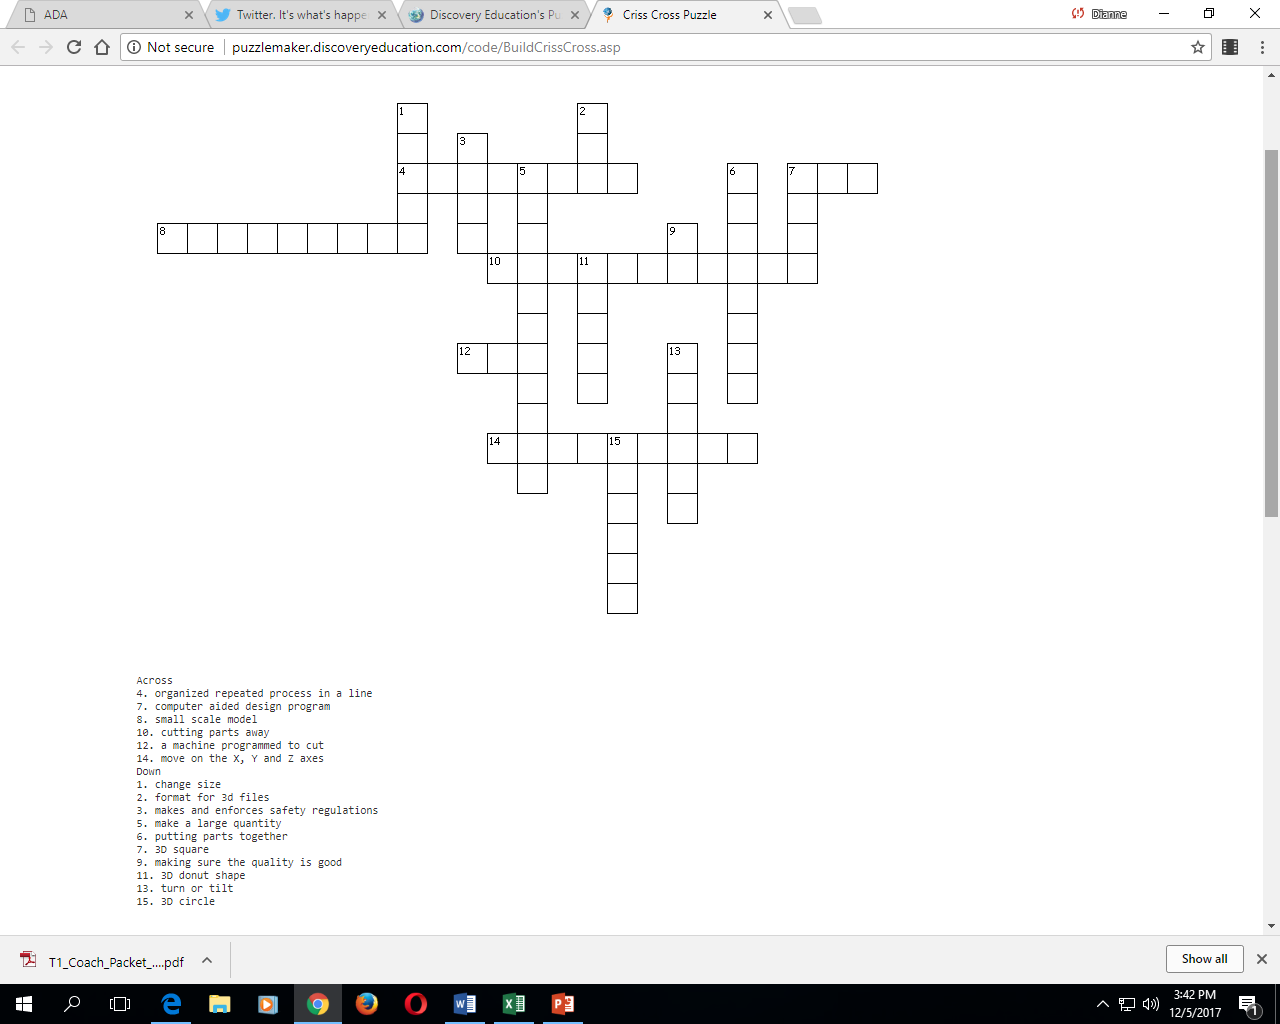 ADA
Twitter. It's what's happe
Discovery Education's Pu
Criss Cross Puzzle
Dianne
Not secure
puzzlemaker.discoveryeducation.com/code/BuildCrissCross.asp
1
2
3
4
5
6
7
8
9
10
11
12
13
14
15
Across
4. organized repeated process in a line
7. computer aided design program
8. small scale model
10. cutting parts away
12. a machine programmed to cut
14. move on the X, Y and Z axes
Down
1. change size
2. format for 3d files
3. makes and enforces safety regulations
5. make a large quantity
6. putting parts together
7. 3D square
9. making sure the quality is good
11. 3D donut shape
13. turn or tilt
15. 3D circle
T1_Coach_Packet_....pdf
Show all
3:42 PM
12/5/2017
1